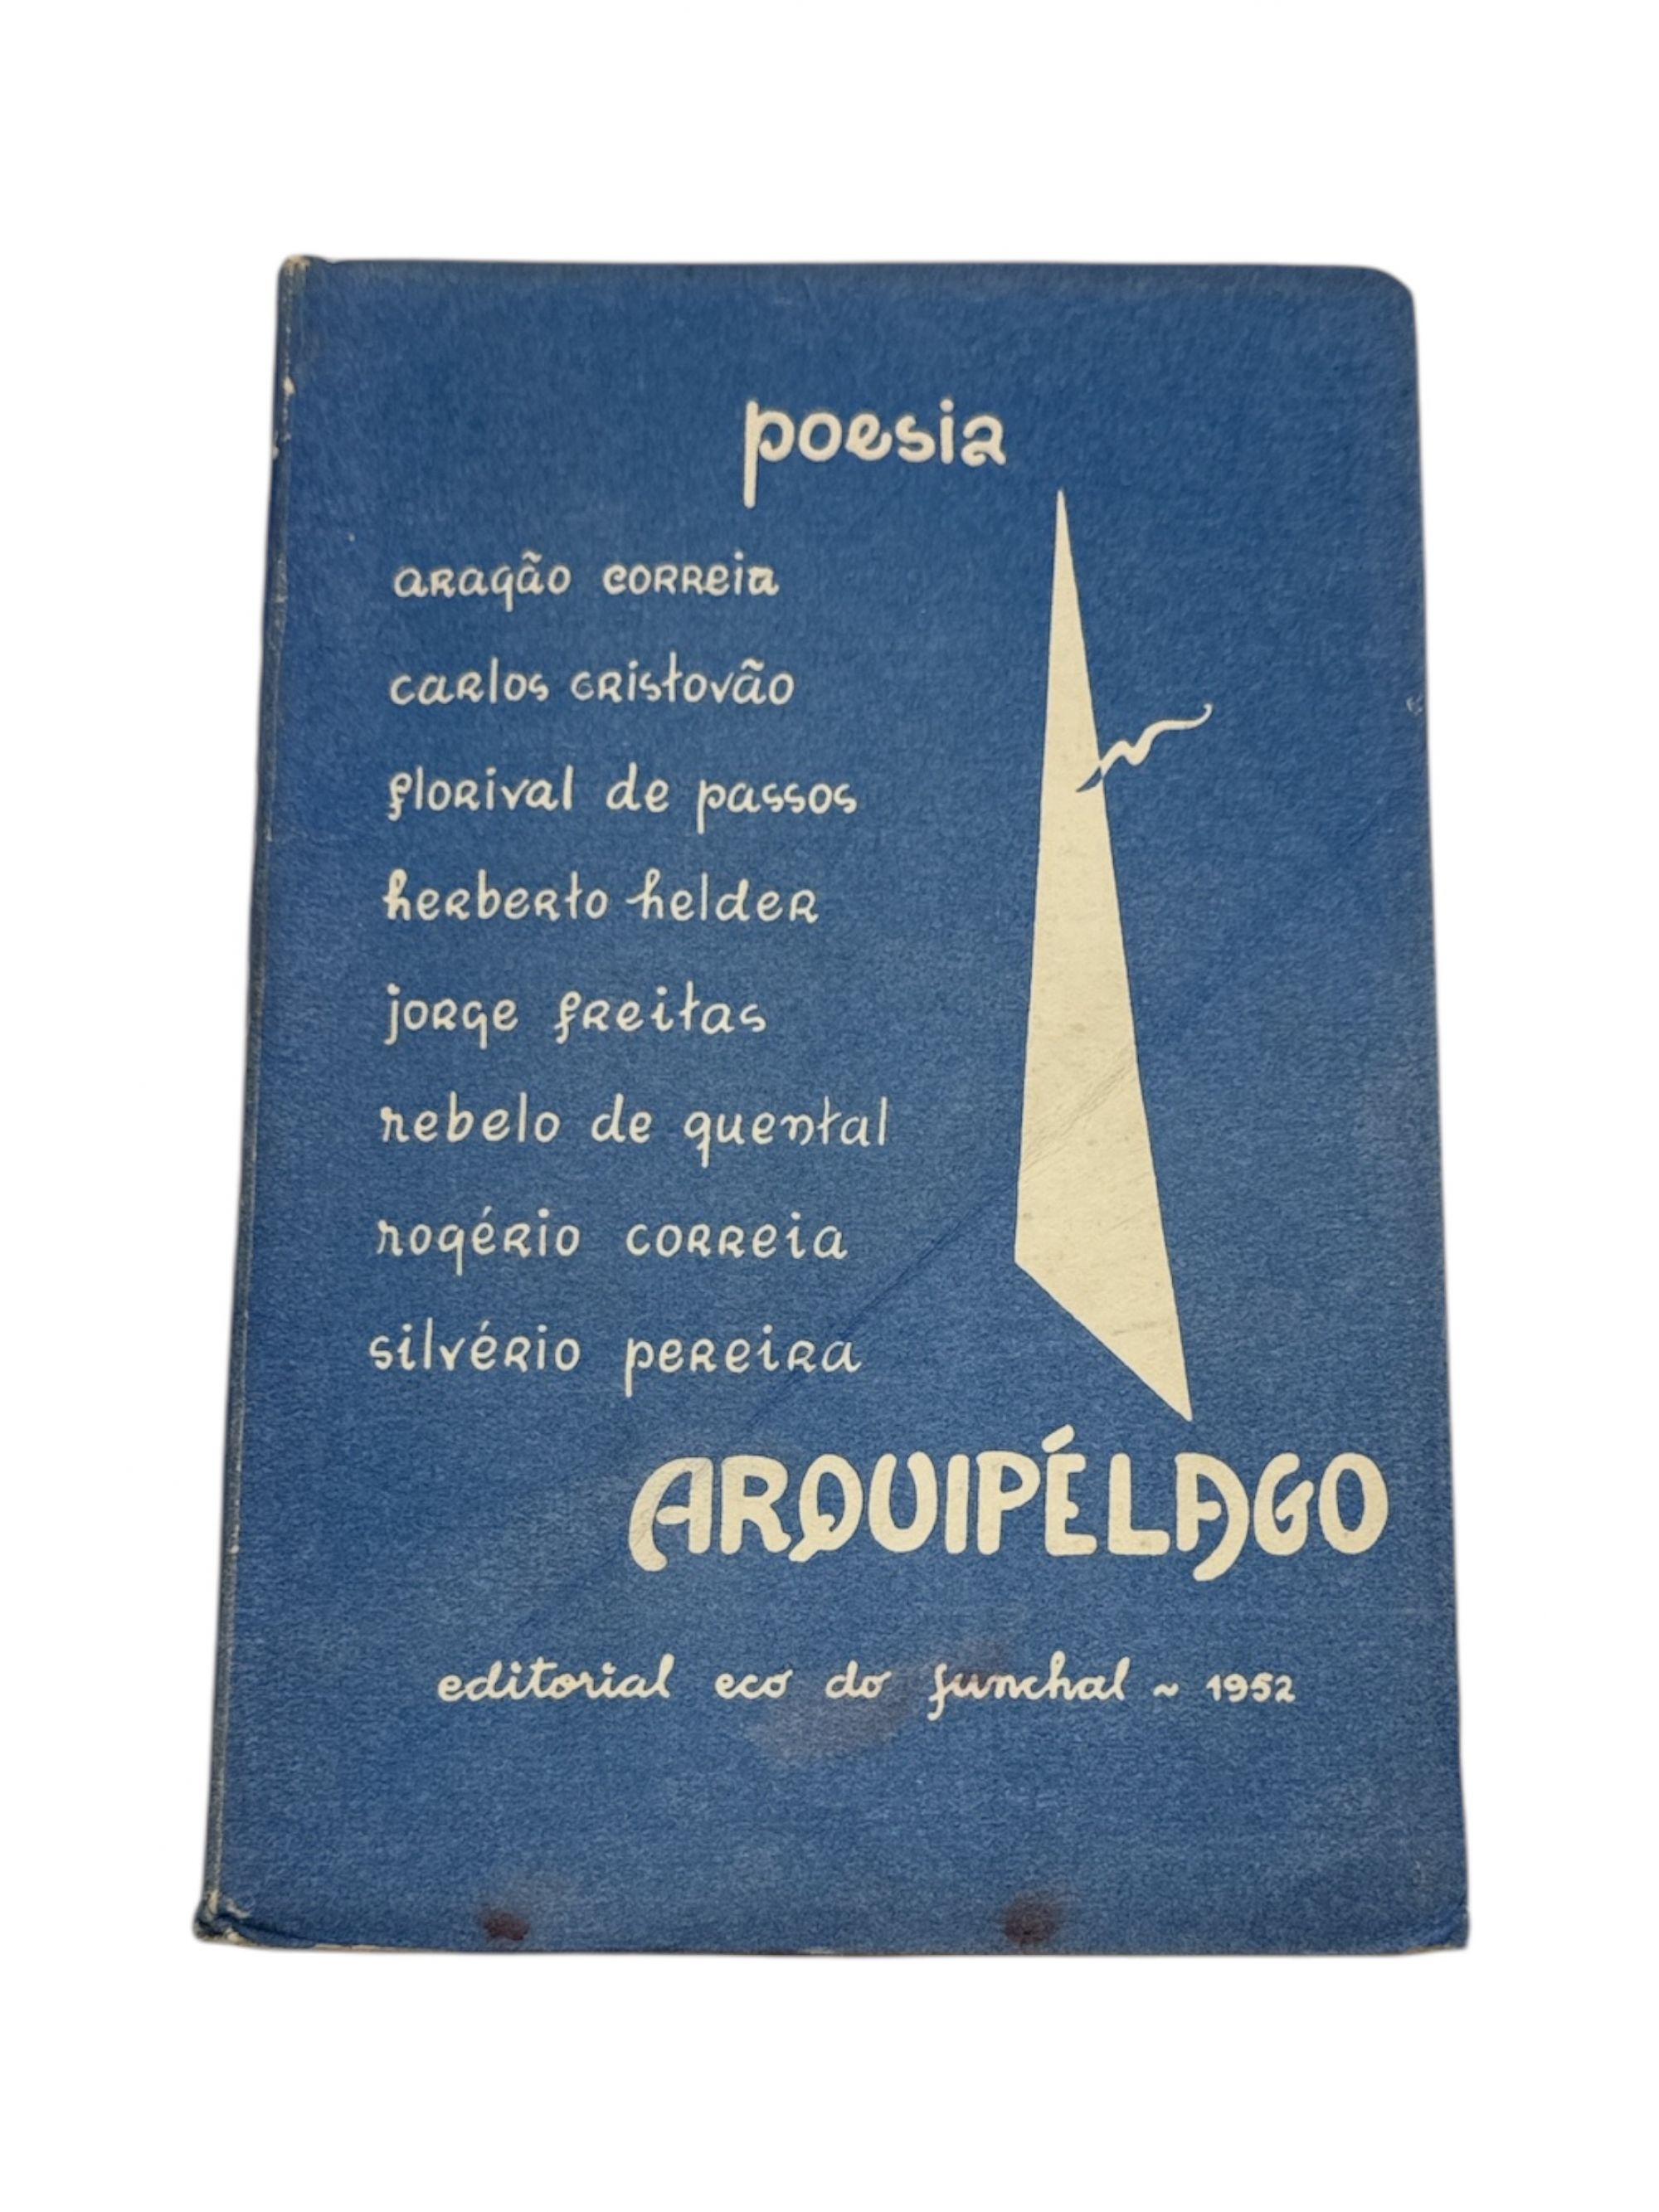 poesia
aragão correia
carlos cristovão
florival de passos
herberto helder
jorge freitas
rebelo de quental
rogério correia
silvério pereira
ARQUIPÉLAGO
editorial eco do funchal ~ 1952